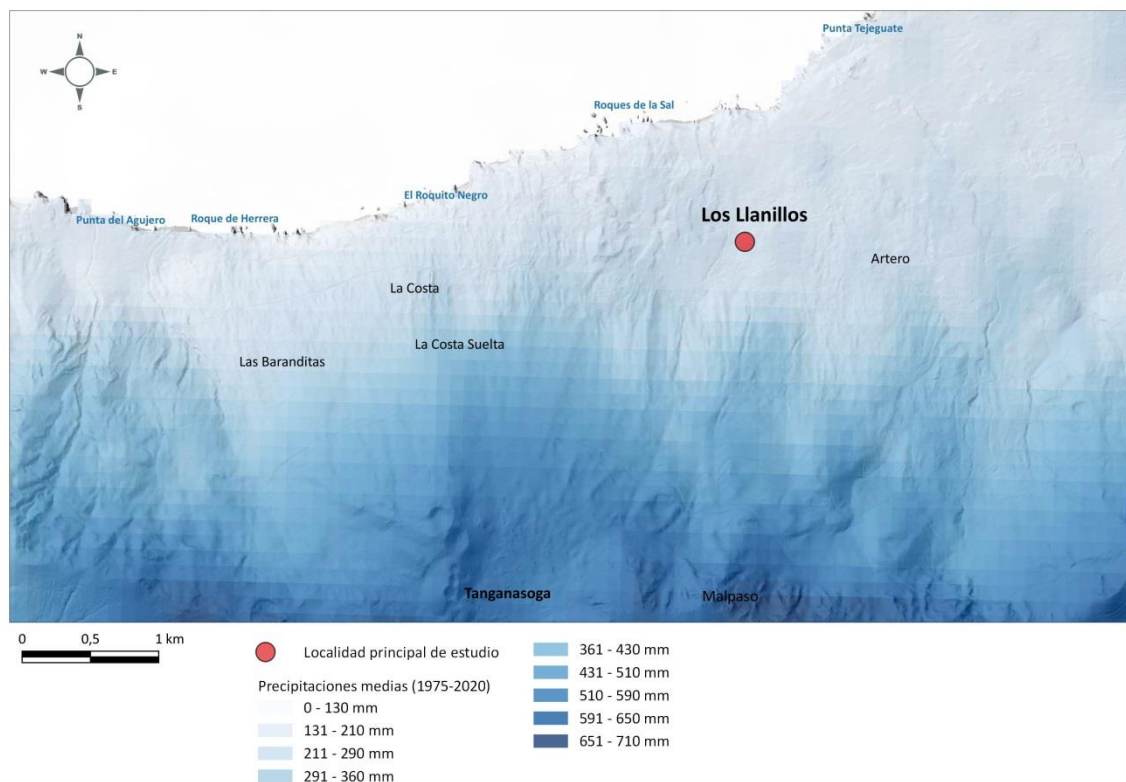 Punta Tejeguate
N
W E
S
Roques de la Sal
El Roquito Negro
Punta del Agujero
Roque de Herrera
Los Llanillos
Artero
La Costa
La Costa Suelta
Las Baranditas
Tanganasoga
Malpaso
0 0,5 1 km
Localidad principal de estudio
Precipitaciones medias (1975-2020)
0 - 130 mm
131 - 210 mm
211 - 290 mm
291 - 360 mm
361 - 430 mm
431 - 510 mm
510 - 590 mm
591 - 650 mm
651 - 710 mm